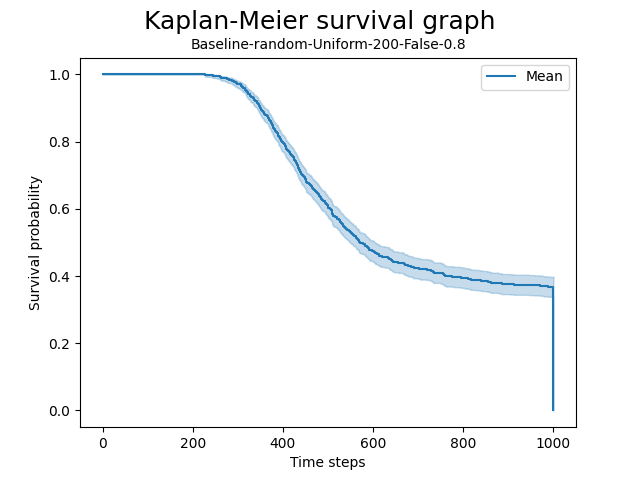 Kaplan-Meier survival graph
Baseline-random-Uniform-200-False-0.8
Mean
1.0
0.8
0.6
0.4
0.2
0.0
Survival probability
0 200 400 600 800 1000
Time steps